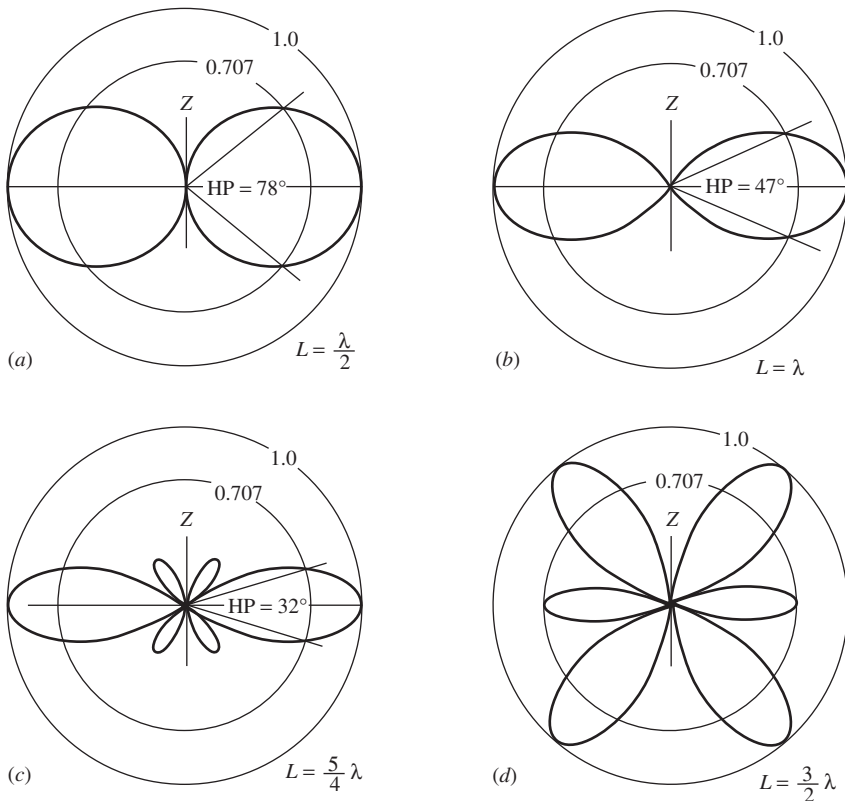 1.0
0.707
Z
HP = 78°
(a)
L = λ/2
1.0
0.707
Z
HP = 47°
(b)
L = λ
1.0
0.707
Z
HP = 32°
(c)
L = 5/4 λ
1.0
0.707
Z
(d)
L = 3/2 λ